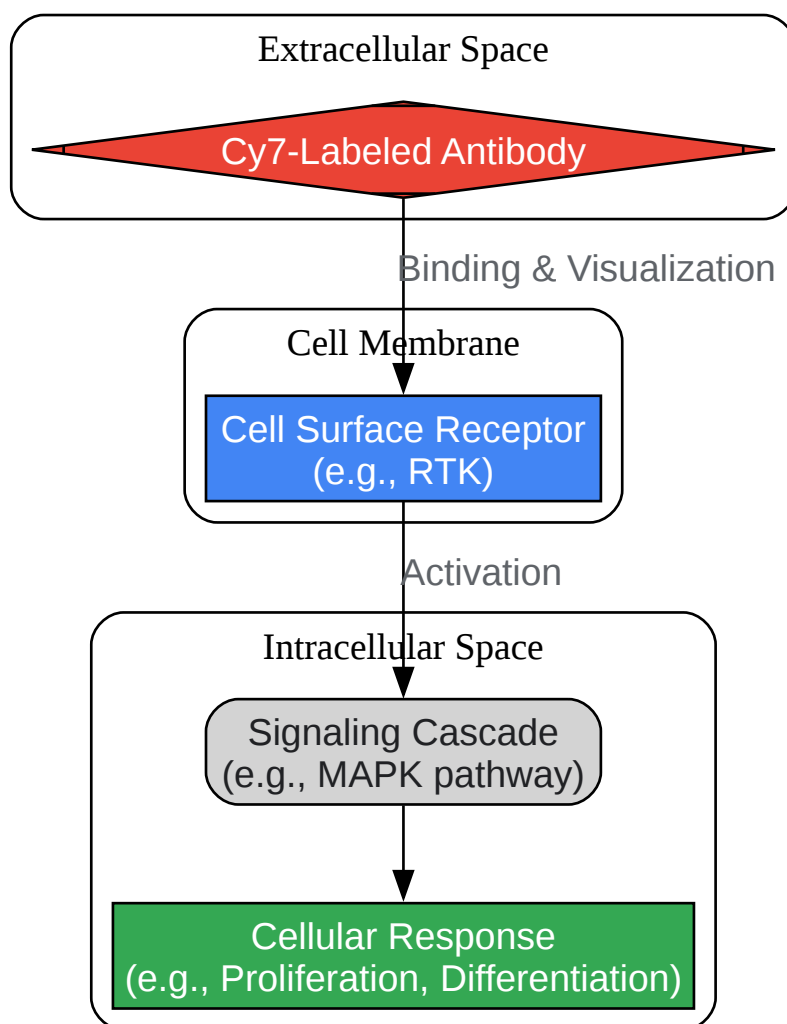 Extracellular Space
Cy7-Labeled Antibody
Binding & Visualization
Cell Membrane
Cell Surface Receptor
(e.g., RTK)
Activation
Intracellular Space
Signaling Cascade
(e.g., MAPK pathway)
Cellular Response
(e.g., Proliferation, Differentiation)